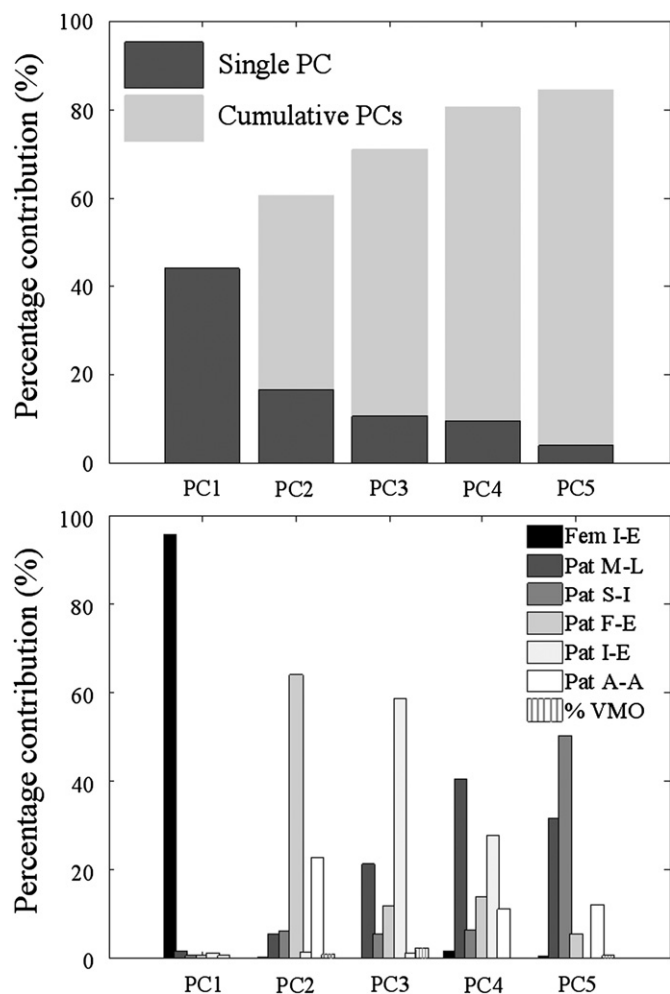 Percentage contribution (%)
100
80
60
40
20
0
Single PC
Cumulative PCs
PC1 PC2 PC3 PC4 PC5
Percentage contribution (%)
100
80
60
40
20
0
Fem I-E
Pat M-L
Pat S-I
Pat F-E
Pat I-E
Pat A-A
% VMO
PC1 PC2 PC3 PC4 PC5